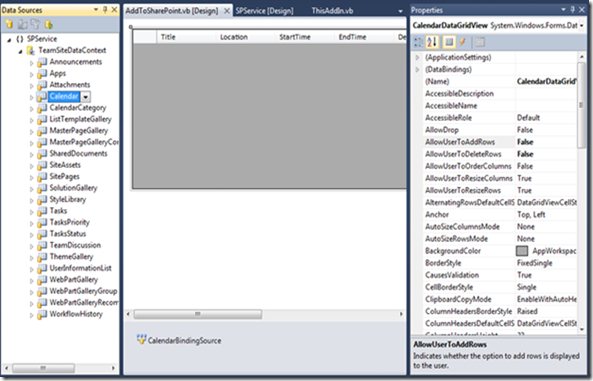 Data Sources
SPService
TeamSiteDataContext
Announcements
Apps
Attachments
Calendar
CalendarCategory
ListTemplateGallery
MasterPageGallery
MasterPageGalleryCo
SharedDocuments
SiteAssets
SitePages
SolutionGallery
StyleLibrary
Tasks
TasksPriority
TasksStatus
TeamDiscussion
ThemeGallery
UserInformationList
WebPartGallery
WebPartGalleryGroup
WebPartGalleryRecom
WorkflowHistory
AddToSharePoint.vb [Design] SPService [Design] ThisAddIn.vb
Title Location StartTime EndTime De
CalendarBindingSource
Properties
CalendarDataGridView System.Windows.Forms.Dat
(ApplicationSettings)
(DataBindings)
(Name) CalendarDataGridV
AccessibleDescription
AccessibleName
AccessibleRole Default
AllowDrop False
AllowUserToAddRows False
AllowUserToDeleteRows False
AllowUserToOrderColumns False
AllowUserToResizeColumns True
AllowUserToResizeRows True
AlternatingRowsDefaultCellS DataGridViewCellSt
Anchor Top, Left
AutoSizeColumnsMode None
AutoSizeRowsMode None
BackgroundColor AppWorkspac
BorderStyle FixedSingle
CausesValidation True
CellBorderStyle Single
ClipboardCopyMode EnableWithAutoHe
ColumnHeadersBorderStyle Raised
ColumnHeadersDefaultCellS DataGridViewCellSt
AllowUserToAddRows
Indicates whether the option to add rows is displayed
to the user.